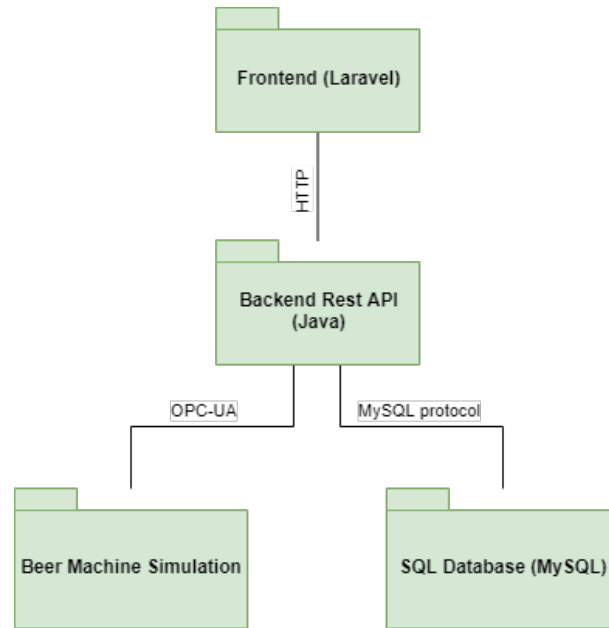 Frontend (Laravel)
HTTP
Backend Rest API
(Java)
OPC-UA
MySQL protocol
Beer Machine Simulation
SQL Database (MySQL)